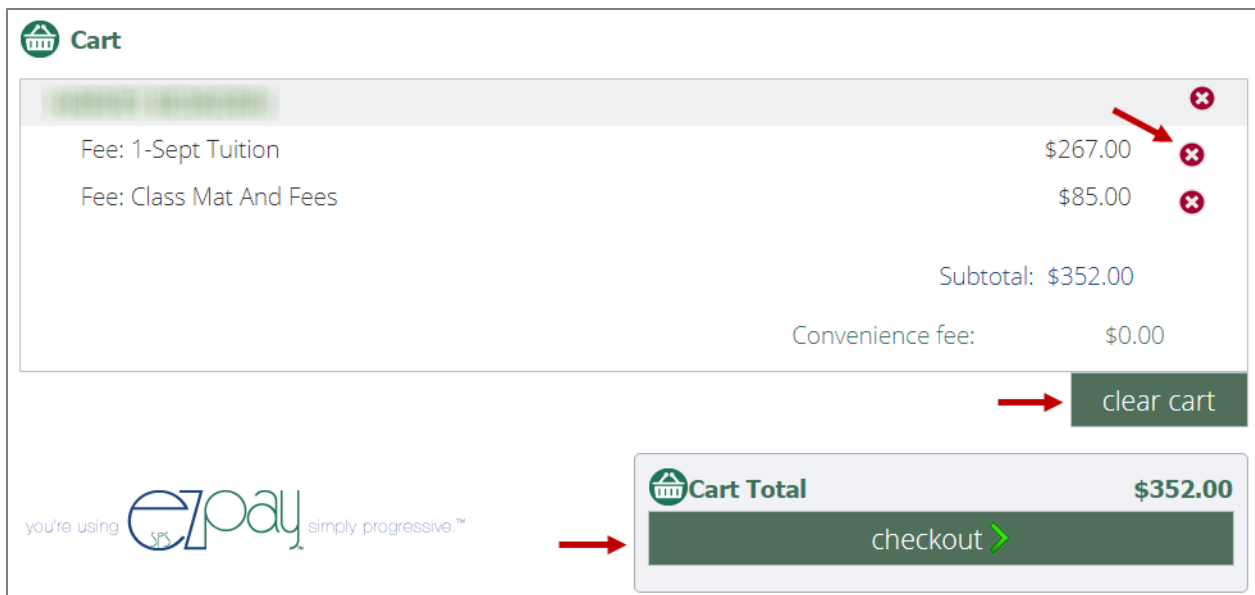 Cart
Fee: 1-Sept Tuition $267.00
Fee: Class Mat And Fees $85.00
Subtotal: $352.00
Convenience fee: $0.00
clear cart
Cart Total $352.00
you're using ezpay SPS simply progressive.™
checkout